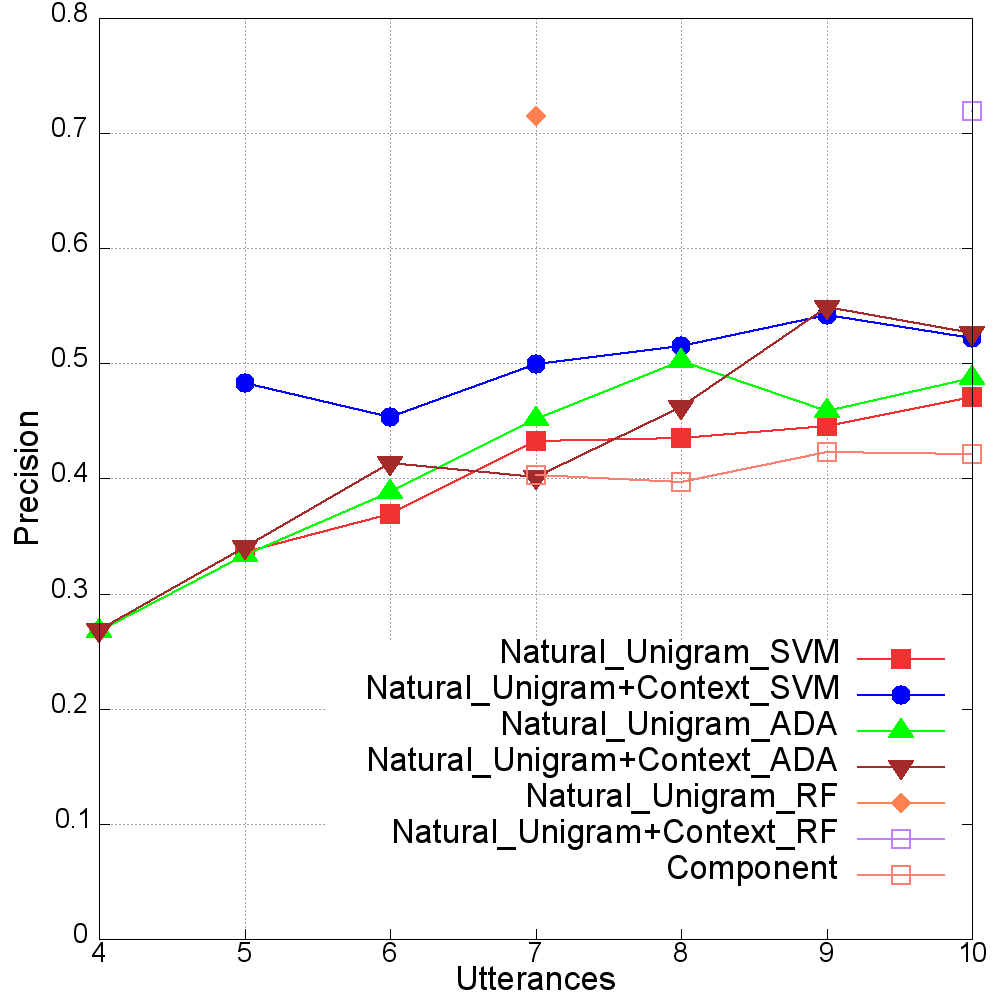 0.8
0.7
0.6
0.5
0.4
0.3
0.2
0.1
0
Precision
Natural_Unigram_SVM
Natural_Unigram+Context_SVM
Natural_Unigram_ADA
Natural_Unigram+Context_ADA
Natural_Unigram_RF
Natural_Unigram+Context_RF
Component
4 5 6 7 8 9 10
Utterances